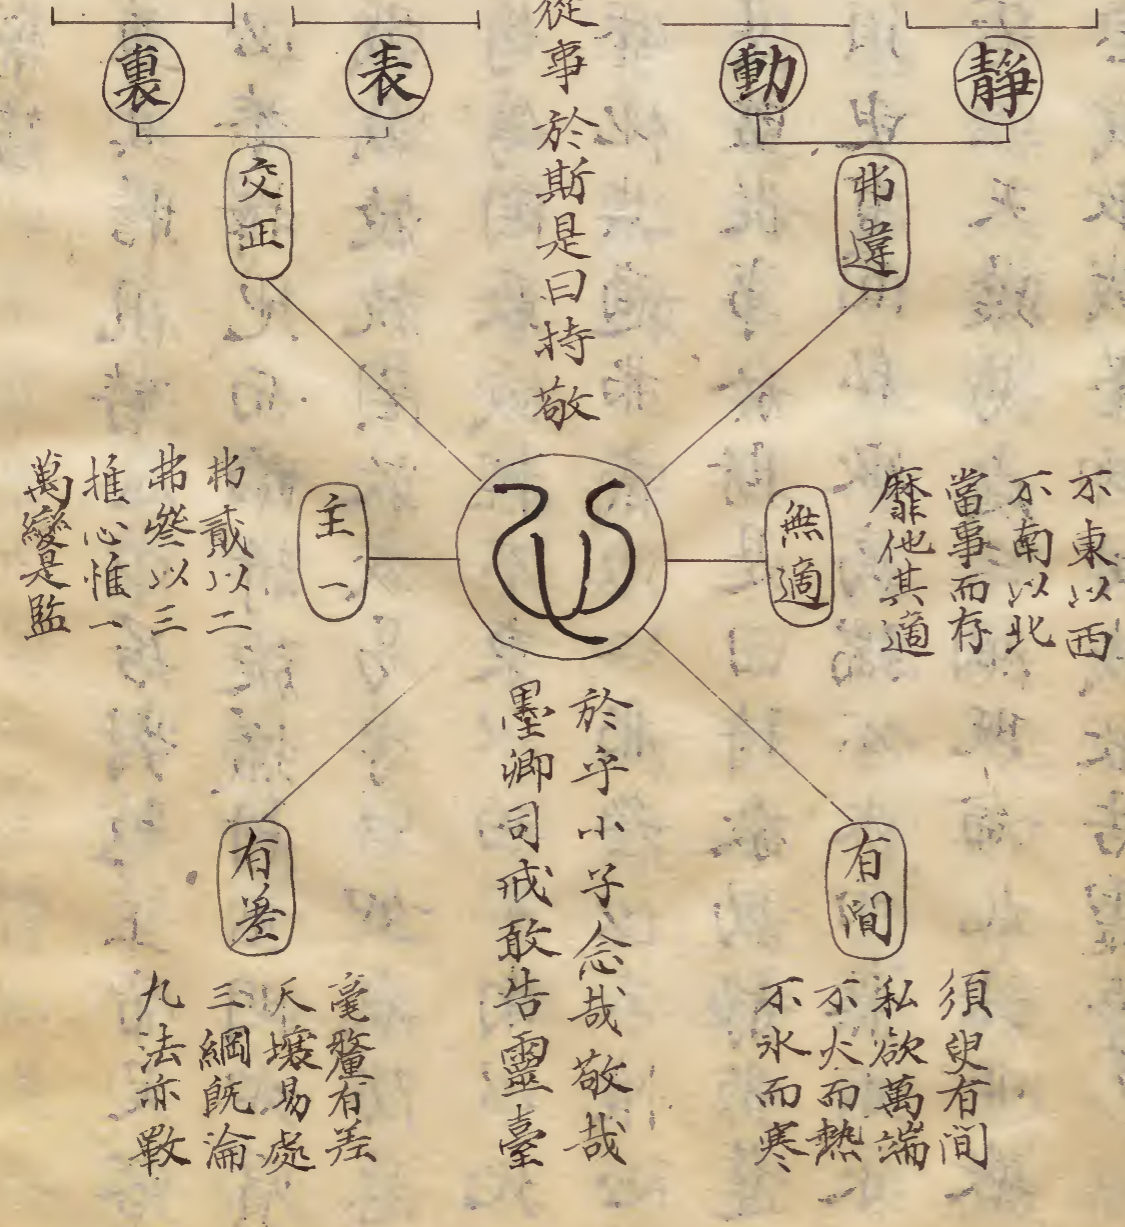 靜
動
表
裏
弗違
交正
從事於斯是曰持敬
不東以西
不南以北
當事而存
靡他其適
無適
心
主一
弗貳以二
弗叅以三
惟心惟一
萬變是監
有間
須臾有間
私欲萬端
不火而熱
不氷而寒
有差
毫釐有差
天壤易處
三綱旣淪
九法亦斁
於乎小子念哉敬哉
墨卿司戒敢告靈臺